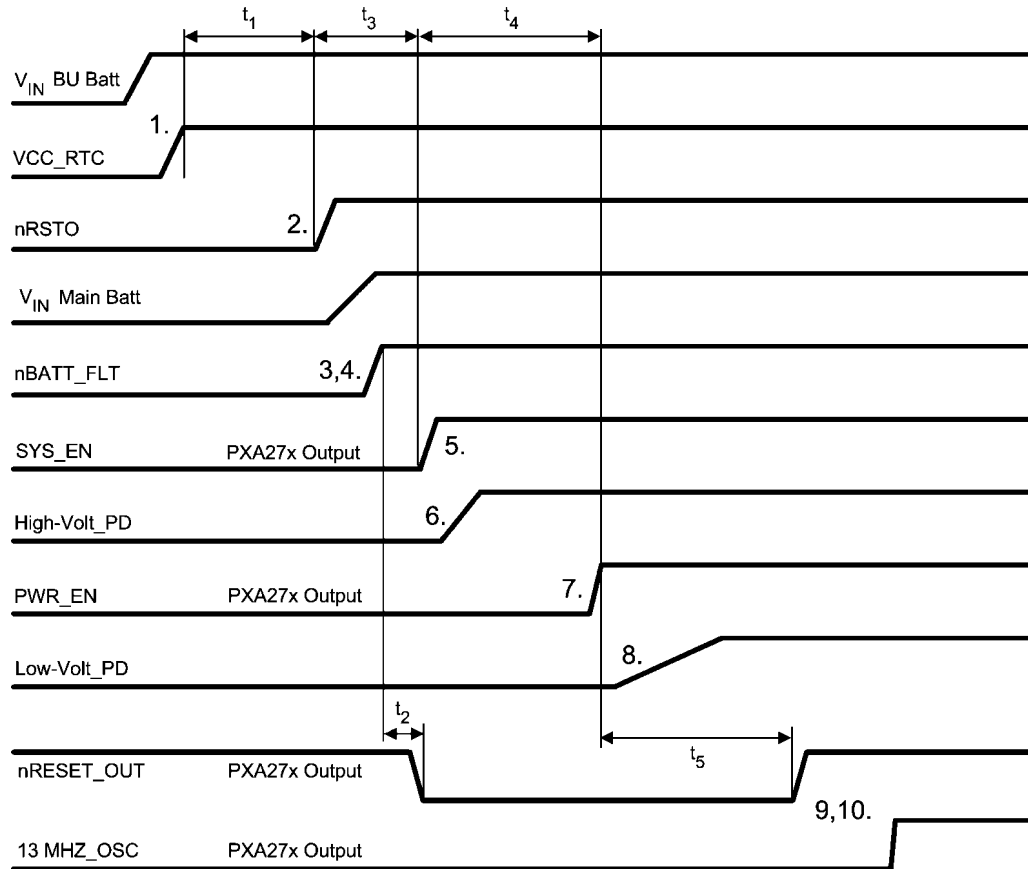 t1 t3 t4
VIN BU Batt
1.
VCC_RTC
nRSTO 2.
VIN Main Batt
nBATT_FLT 3,4.
SYS_EN PXA27x Output 5.
High-Volt_PD 6.
PWR_EN PXA27x Output 7.
Low-Volt_PD 8.
t2
t5
nRESET_OUT PXA27x Output
9,10.
13 MHZ_OSC PXA27x Output